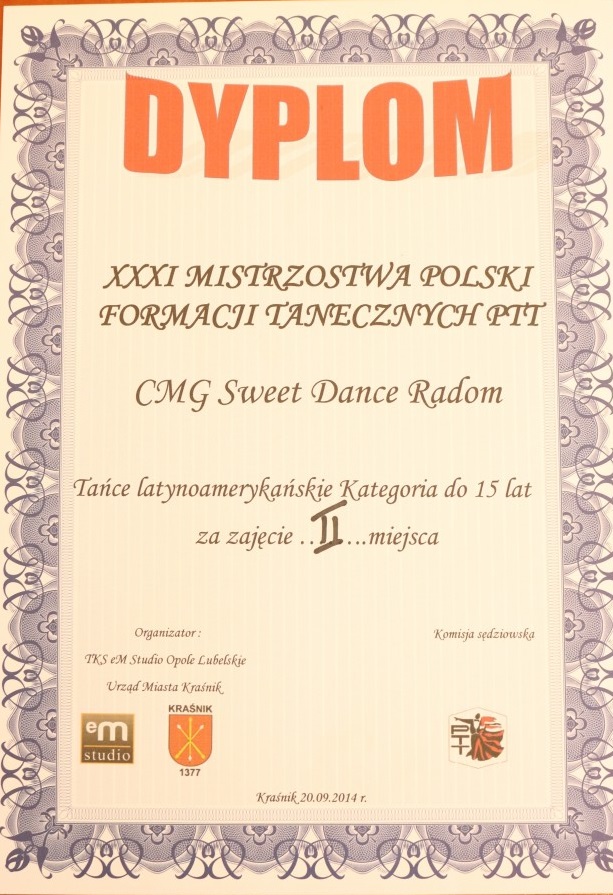 DYPLOM
XXXI MISTRZOSTWA POLSKI
FORMACJI TANECZNYCH PTT
CMG Sweet Dance Radom
Tańce latynoamerykańskie Kategoria do 15 lat
za zajęcie ..II...miejsca
Organizator :
Komisja sędziowska
TKS eM Studio Opole Lubelskie
Urząd Miasta Kraśnik
em
studio
KRAŚNIK
1377
PTT
Kraśnik 20.09.2014 r.